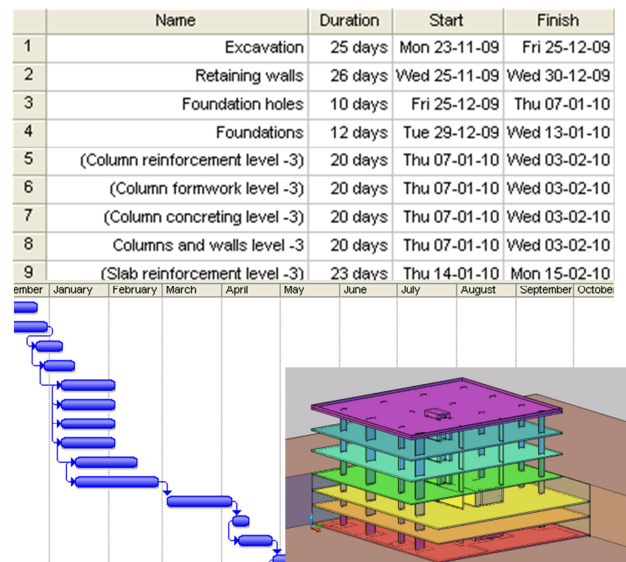 Name Duration Start Finish
1 Excavation 25 days Mon 23-11-09 Fri 25-12-09
2 Retaining walls 26 days Wed 25-11-09 Wed 30-12-09
3 Foundation holes 10 days Fri 25-12-09 Thu 07-01-10
4 Foundations 12 days Tue 29-12-09 Wed 13-01-10
5 (Column reinforcement level -3) 20 days Thu 07-01-10 Wed 03-02-10
6 (Column formwork level -3) 20 days Thu 07-01-10 Wed 03-02-10
7 (Column concreting level -3) 20 days Thu 07-01-10 Wed 03-02-10
8 Columns and walls level -3 20 days Thu 07-01-10 Wed 03-02-10
9 (Slab reinforcement level -3) 23 days Thu 14-01-10 Mon 15-02-10
ember January February March April May June July August September Octobe